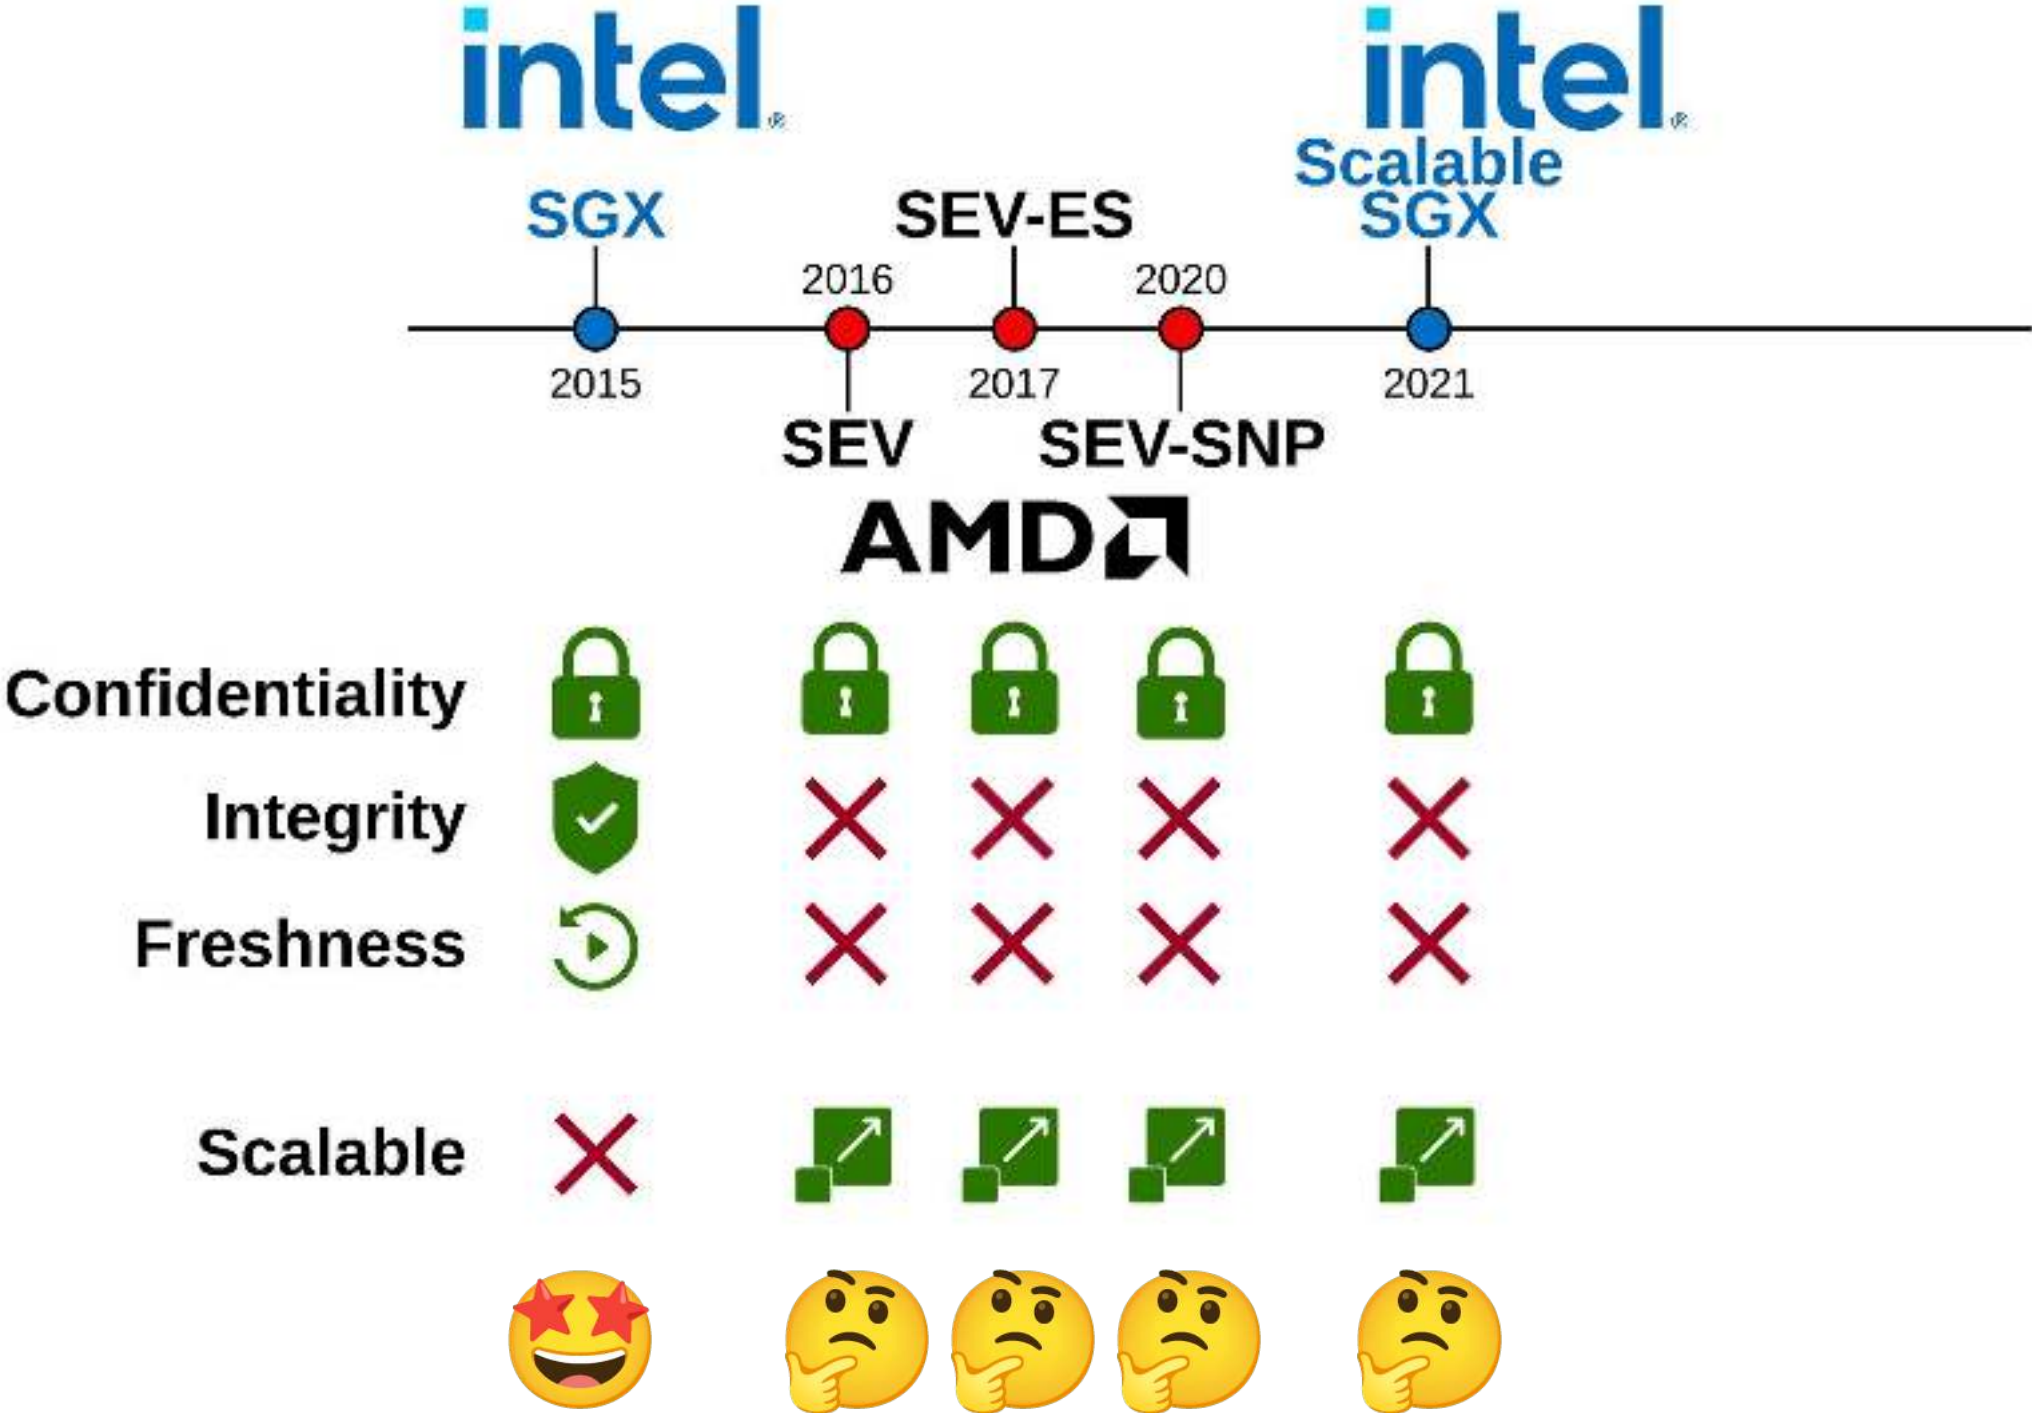 intel® intel®
Scalable
SGX SEV-ES SGX
2016 2020
2015 2017 2021
SEV SEV-SNP
AMD
Confidentiality
Integrity
Freshness
Scalable